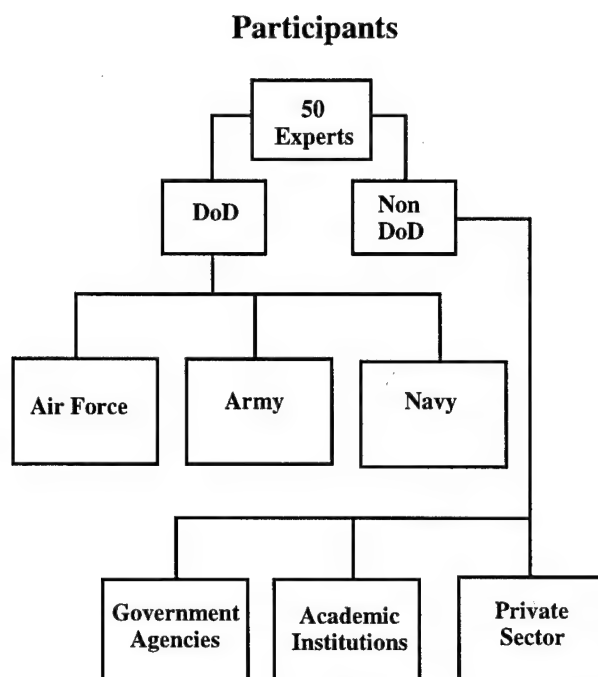 Participants
50
Experts
DoD
Non
DoD
Air Force
Army
Navy
Government
Agencies
Academic
Institutions
Private
Sector